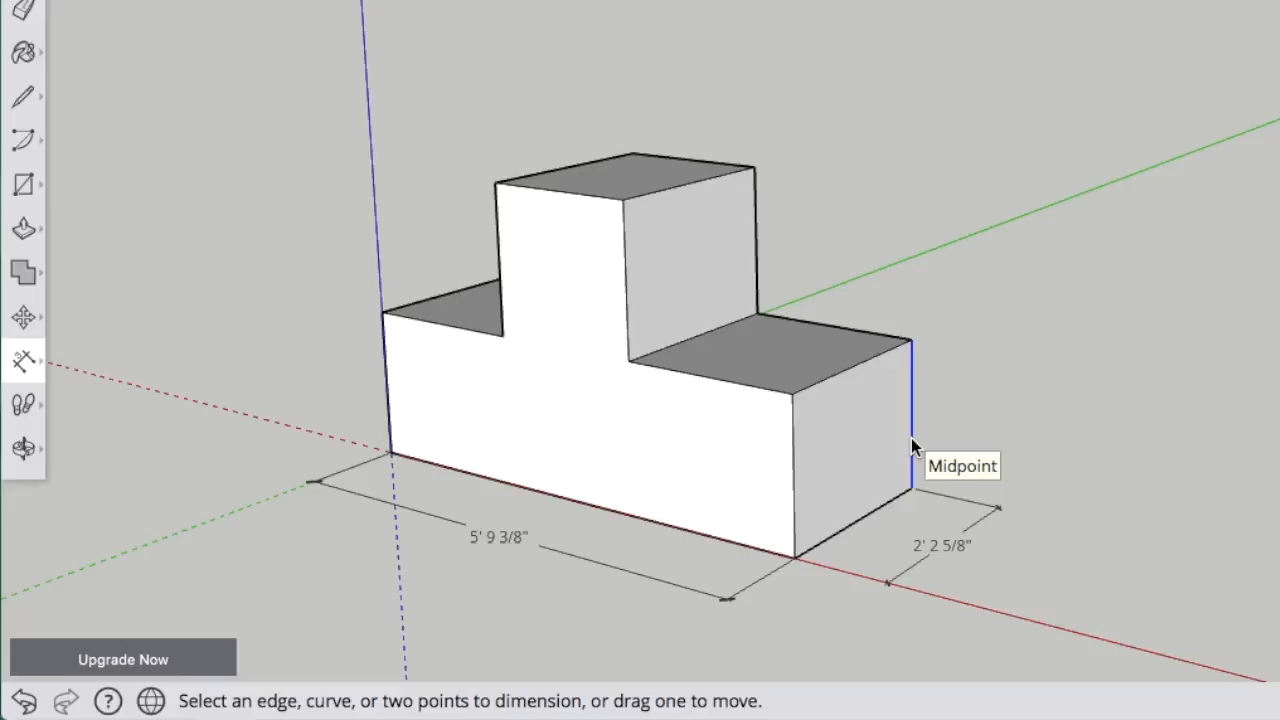 Midpoint
5' 9 3/8"
2' 2 5/8"
Upgrade Now
Select an edge, curve, or two points to dimension, or drag one to move.